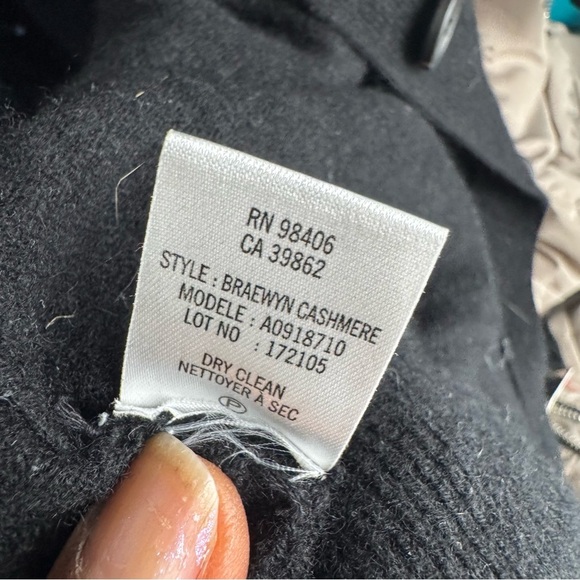 RN 98406
CA 39862
STYLE : BRAEWYN CASHMERE
MODELE : A0918710
LOT NO : 172105
DRY CLEAN
NETTOYER À SEC
P